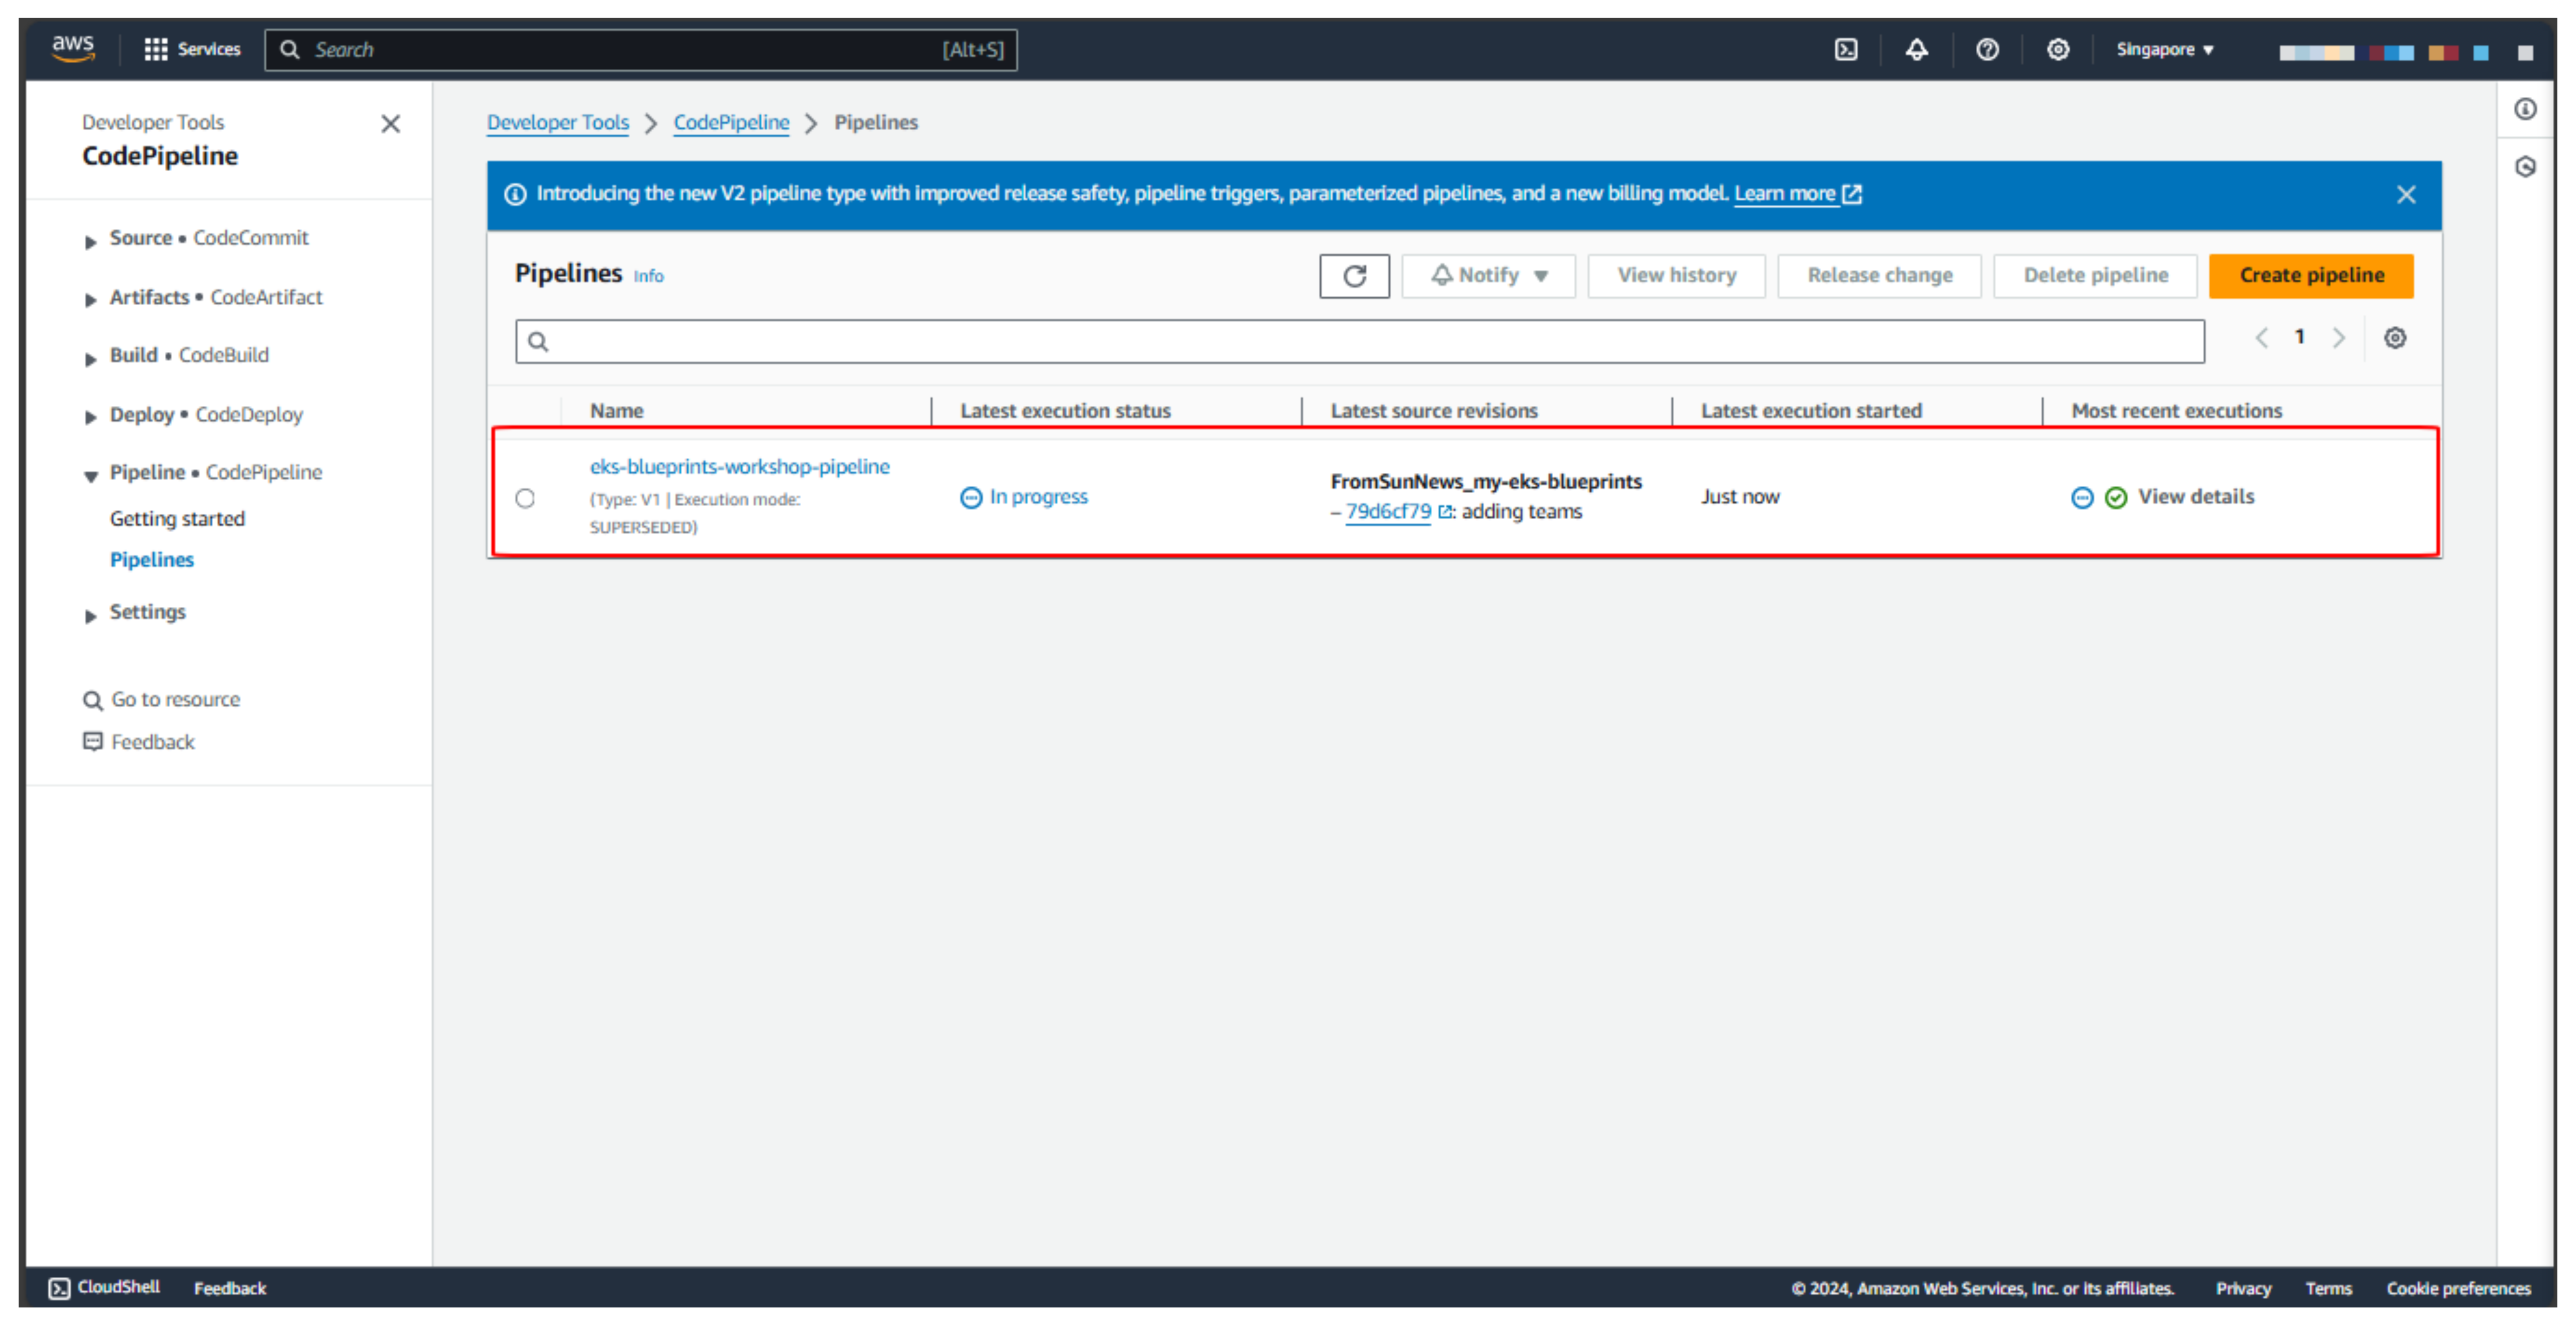 aws
Services
Search
[Alt+S]
Singapore ▼
Developer Tools
CodePipeline
Source • CodeCommit
Artifacts • CodeArtifact
Build • CodeBuild
Deploy • CodeDeploy
Pipeline • CodePipeline
Getting started
Pipelines
Settings
Go to resource
Feedback
Developer Tools > CodePipeline > Pipelines
Introducing the new V2 pipeline type with improved release safety, pipeline triggers, parameterized pipelines, and a new billing model. Learn more
Pipelines Info
Notify ▼
View history
Release change
Delete pipeline
Create pipeline
< 1 >
Name
Latest execution status
Latest source revisions
Latest execution started
Most recent executions
eks-blueprints-workshop-pipeline
(Type: V1 | Execution mode:
SUPERSEDED)
In progress
FromSunNews_my-eks-blueprints
– 79d6cf79 : adding teams
Just now
View details
CloudShell
Feedback
© 2024, Amazon Web Services, Inc. or its affiliates.
Privacy
Terms
Cookie preferences